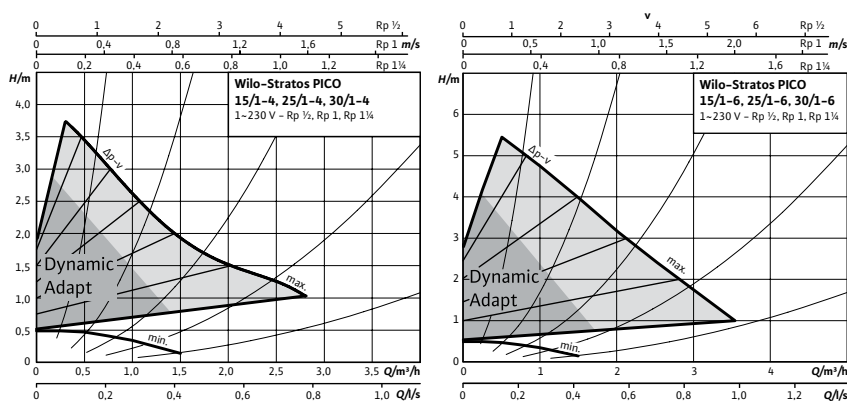 0 1 2 3 4 5 Rp ½
0 0,4 0,8 1,2 1,6 Rp 1 m/s
0 0,2 0,4 0,6 0,8 1,0 1,2 Rp 1¼
H/m
Wilo-Stratos PICO
15/1-4, 25/1-4, 30/1-4
1~230 V – Rp ½, Rp 1, Rp 1¼
4,0
3,5
3,0
2,5
2,0
1,5
1,0
0,5
0
Δp-v
Dynamic
Adapt
max.
min.
0 0,5 1,0 1,5 2,0 2,5 3,0 3,5 Q/m³/h
0 0,2 0,4 0,6 0,8 1,0 Q/l/s
v
0 1 2 3 4 5 6 Rp ½
0 0,5 1,0 1,5 2,0 Rp 1
0 0,4 0,8 1,2 1,6 Rp 1¼
H/m
Wilo-Stratos PICO
15/1-6, 25/1-6, 30/1-6
1~230 V – Rp ½, Rp 1, Rp 1¼
6
5
4
3
2
1
0
Δp-v
Dynamic
Adapt
max.
min.
0 1 2 3 4 Q/m³/h
0 0,2 0,4 0,6 0,8 1,0 1,2 Q/l/s